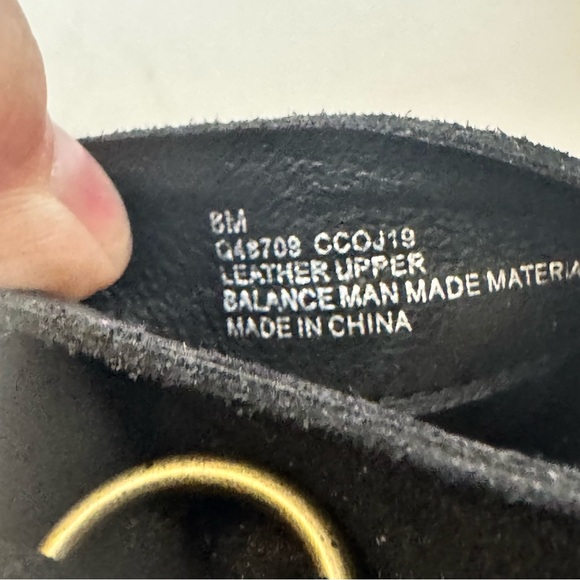 8M
Q48708 CCOJ19
LEATHER UPPER
BALANCE MAN MADE MATERIA
MADE IN CHINA